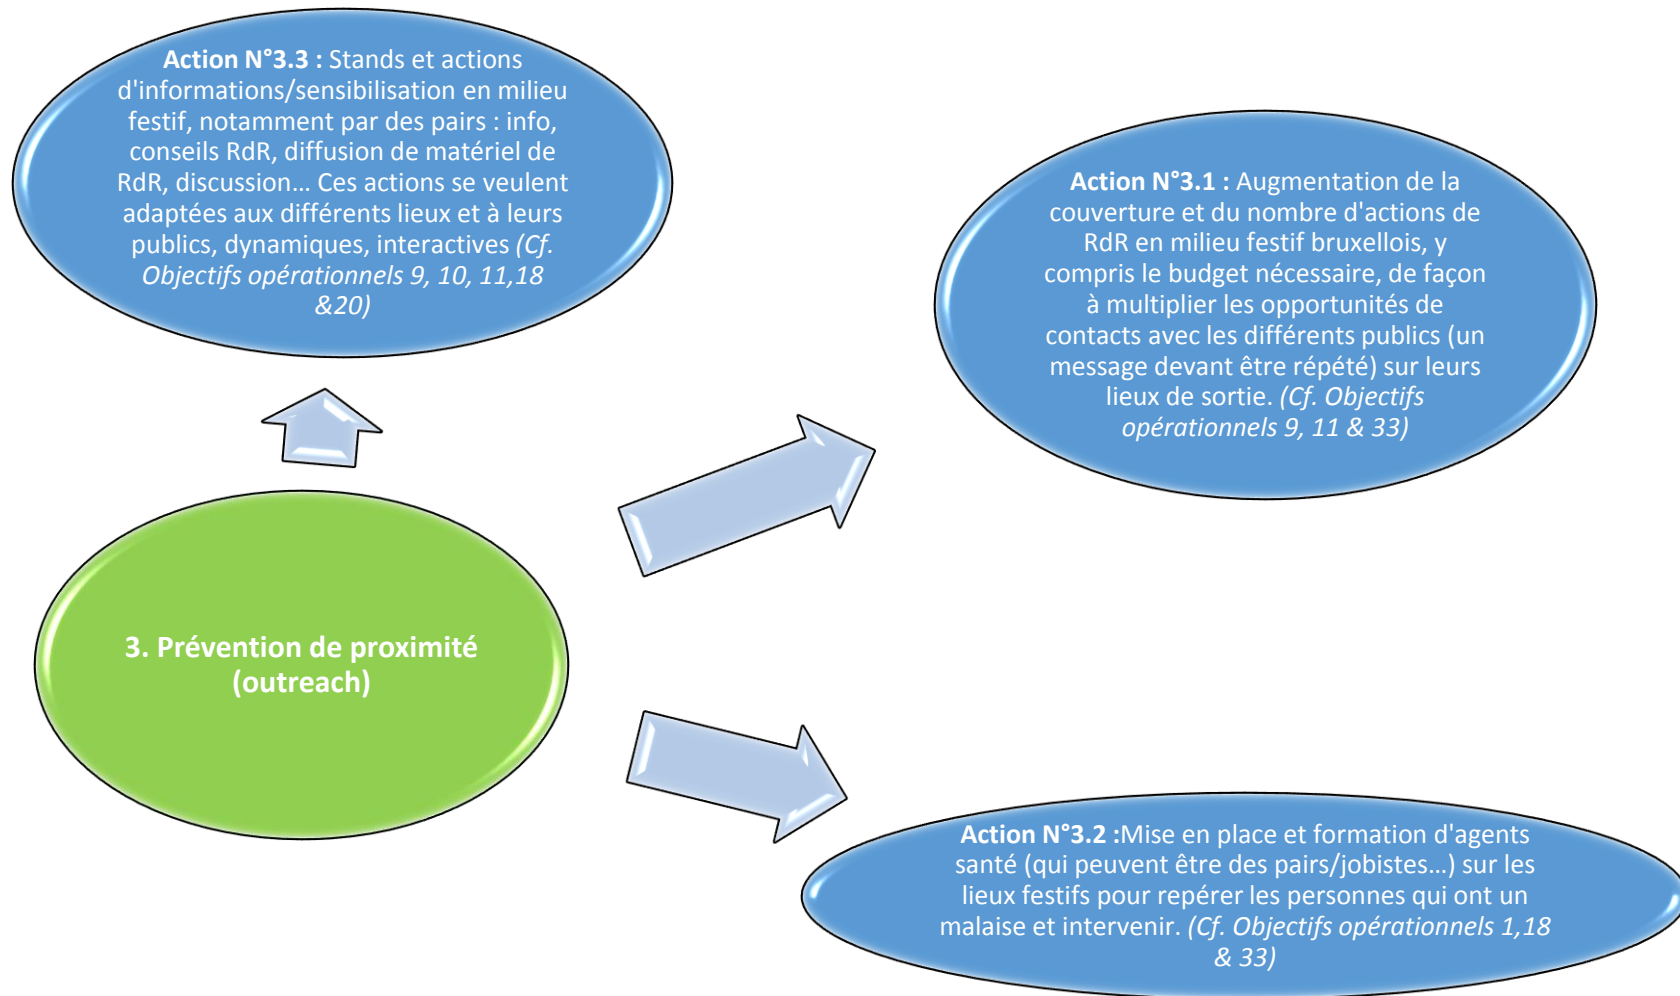 Action N°3.3 : Stands et actions
d'informations/sensibilisation en milieu
festif, notamment par des pairs : info,
conseils RdR, diffusion de matériel de
RdR, discussion… Ces actions se veulent
adaptées aux différents lieux et à leurs
publics, dynamiques, interactives (Cf.
Objectifs opérationnels 9, 10, 11,18
&20)
Action N°3.1 : Augmentation de la
couverture et du nombre d'actions de
RdR en milieu festif bruxellois, y
compris le budget nécessaire, de façon
à multiplier les opportunités de
contacts avec les différents publics (un
message devant être répété) sur leurs
lieux de sortie. (Cf. Objectifs
opérationnels 9, 11 & 33)
3. Prévention de proximité
(outreach)
Action N°3.2 :Mise en place et formation d'agents
santé (qui peuvent être des pairs/jobistes…) sur les
lieux festifs pour repérer les personnes qui ont un
malaise et intervenir. (Cf. Objectifs opérationnels 1,18
& 33)